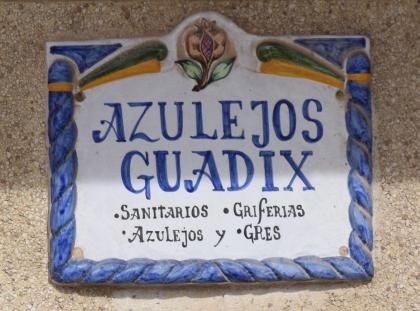 AZULEJOS
GUADIX
·SANITARIOS ·GRIFERIAS
·AZULEJOS Y ·GRES